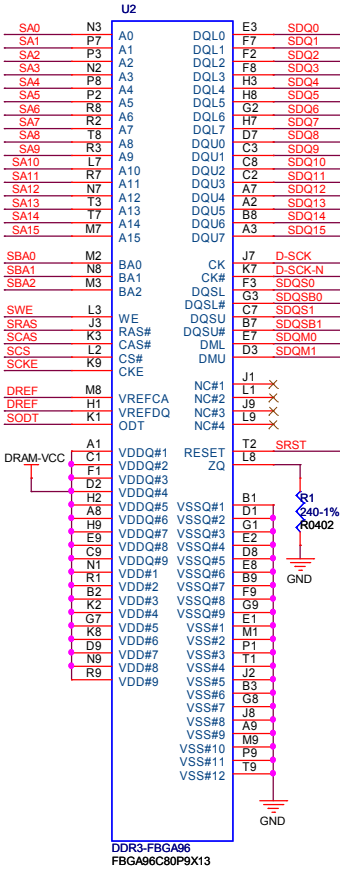 U2
SA0 N3 A0 DQL0 E3 SDQ0
SA1 P7 A1 DQL1 F7 SDQ1
SA2 P3 A2 DQL2 F2 SDQ2
SA3 N2 A3 DQL3 F8 SDQ3
SA4 P8 A4 DQL4 H3 SDQ4
SA5 P2 A5 DQL5 H8 SDQ5
SA6 R8 A6 DQL6 G2 SDQ6
SA7 R2 A7 DQL7 H7 SDQ7
SA8 T8 A8 DQU0 D7 SDQ8
SA9 R3 A9 DQU1 C3 SDQ9
SA10 L7 A10 DQU2 C8 SDQ10
SA11 R7 A11 DQU3 C2 SDQ11
SA12 N7 A12 DQU4 A7 SDQ12
SA13 T3 A13 DQU5 A2 SDQ13
SA14 T7 A14 DQU6 B8 SDQ14
SA15 M7 A15 DQU7 A3 SDQ15
SBA0 M2 BA0 CK J7 D-SCK
SBA1 N8 BA1 CK# K7 D-SCK-N
SBA2 M3 BA2 DQSL F3 SDQS0
DQSL# G3 SDQSB0
SWE L3 WE DQSU C7 SDQS1
SRAS J3 RAS# DQSU# B7 SDQSB1
SCAS K3 CAS# DML E7 SDQM0
SCS L2 CS# DMU D3 SDQM1
SCKE K9 CKE
NC#1 J1
DREF M8 VREFCA NC#2 L1
DREF H1 VREFDQ NC#3 J9
SODT K1 ODT NC#4 L9
A1 VDDQ#1 RESET T2 SRST
DRAM-VCC C1 VDDQ#2 ZQ L8
F1 VDDQ#3
D2 VDDQ#4
H2 VDDQ#5 VSSQ#1 B1 R1
A8 VDDQ#6 VSSQ#2 D1 240-1%
H9 VDDQ#7 VSSQ#3 G1 R0402
E9 VDDQ#8 VSSQ#4 E2
C9 VDDQ#9 VSSQ#5 D8
N1 VDD#1 VSSQ#6 E8
R1 VDD#2 VSSQ#7 B9 GND
B2 VDD#3 VSSQ#8 F9
K2 VDD#4 VSSQ#9 G9
G7 VDD#5 VSS#1 E1
K8 VDD#6 VSS#2 M1
D9 VDD#7 VSS#3 P1
N9 VDD#8 VSS#4 T1
R9 VDD#9 VSS#5 J2
VSS#6 B3
VSS#7 G8
VSS#8 J8
VSS#9 A9
VSS#10 M9
VSS#11 P9
VSS#12 T9
GND
DDR3-FBGA96
FBGA96C80P9X13